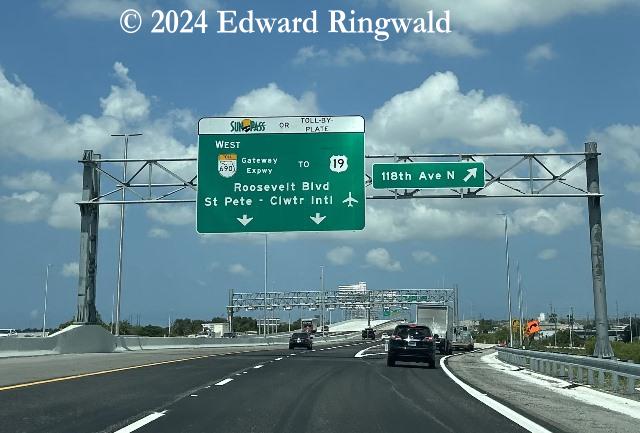 © 2024 Edward Ringwald
SUNPASS OR TOLL-BY-PLATE
WEST
TOLL
690
Gateway Expwy
TO
19
Roosevelt Blvd
St Pete - Clwtr Intl
118th Ave N